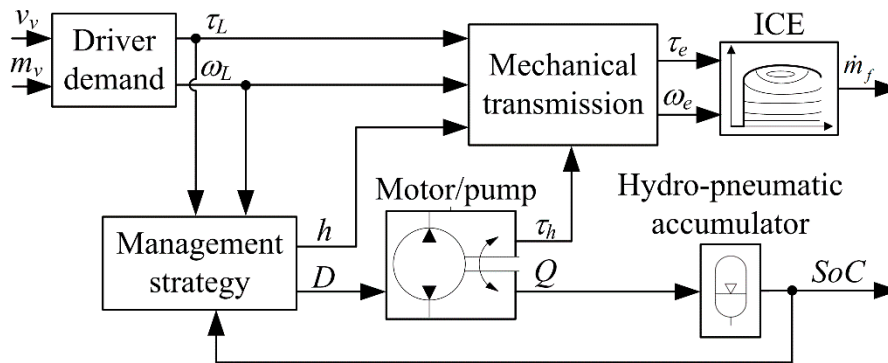 v_v
m_v
Driver
demand
τ_L
ω_L
Mechanical
transmission
τ_e
ω_e
ICE
ṁ_f
Management
strategy
h
D
Motor/pump
τ_h
Q
Hydro-pneumatic
accumulator
SoC